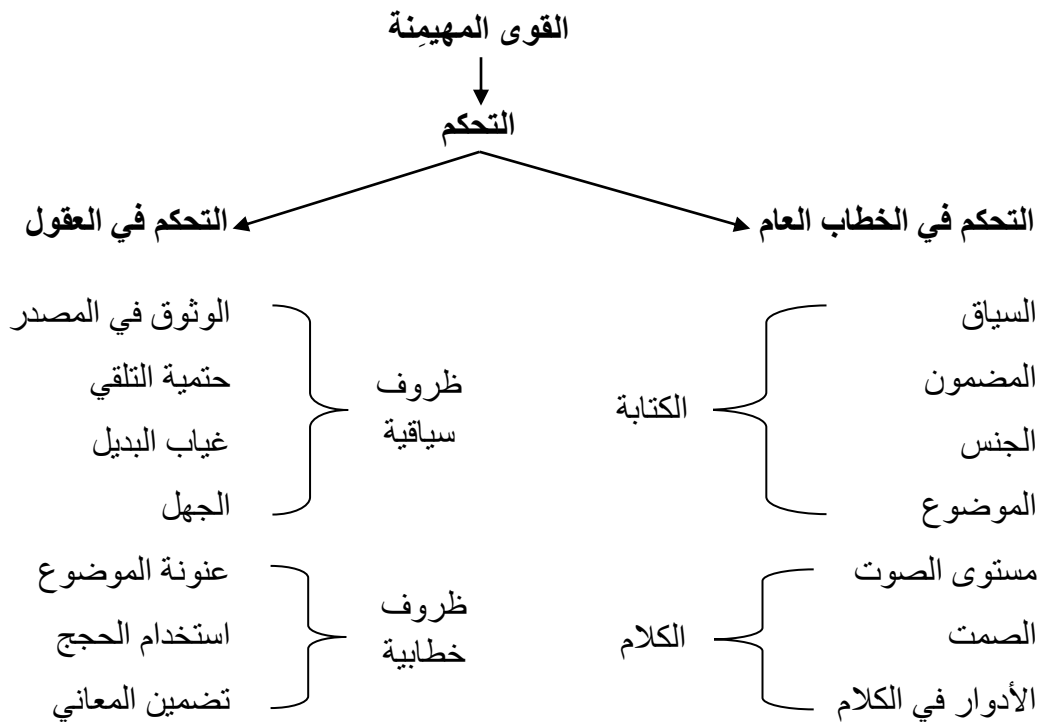 القوى المهيمِنة
التحكم
التحكم في الخطاب العام
التحكم في العقول
السياق
المضمون
الجنس
الموضوع
الكتابة
مستوى الصوت
الصمت
الأدوار في الكلام
الكلام
الوثوق في المصدر
حتمية التلقي
غياب البديل
الجهل
ظروف
سياقية
عنونة الموضوع
استخدام الحجج
تضمين المعاني
ظروف
خطابية